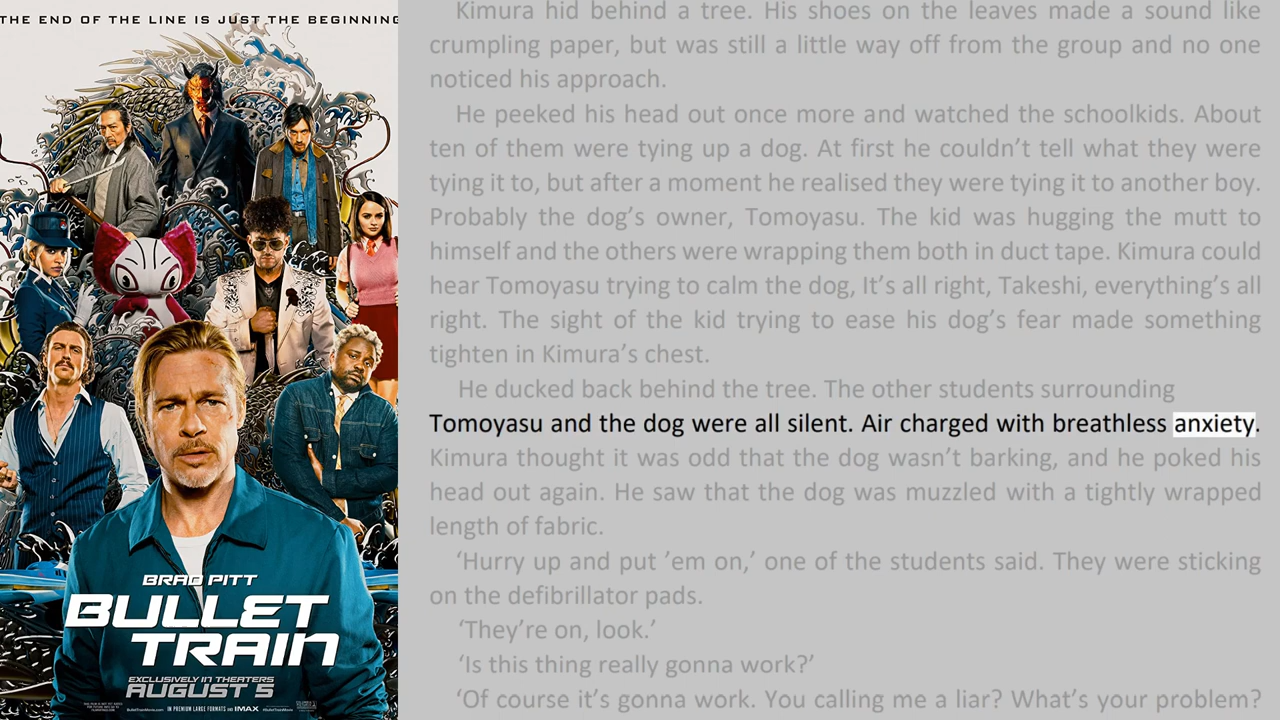 THE END OF THE LINE IS JUST THE BEGINNING
BRAD PITT
BULLET
TRAIN
EXCLUSIVELY IN THEATERS
AUGUST 5
BulletTrainMovie.com
IN PREMIUM LARGE FORMATS AND IMAX
#BulletTrainMovie
Kimura hid behind a tree. His shoes on the leaves made a sound like
crumpling paper, but was still a little way off from the group and no one
noticed his approach.
He peeked his head out once more and watched the schoolkids. About
ten of them were tying up a dog. At first he couldn’t tell what they were
tying it to, but after a moment he realised they were tying it to another boy.
Probably the dog’s owner, Tomoyasu. The kid was hugging the mutt to
himself and the others were wrapping them both in duct tape. Kimura could
hear Tomoyasu trying to calm the dog, It’s all right, Takeshi, everything’s all
right. The sight of the kid trying to ease his dog’s fear made something
tighten in Kimura’s chest.
He ducked back behind the tree. The other students surrounding
Tomoyasu and the dog were all silent. Air charged with breathless anxiety.
Kimura thought it was odd that the dog wasn’t barking, and he poked his
head out again. He saw that the dog was muzzled with a tightly wrapped
length of fabric.
‘Hurry up and put ’em on,’ one of the students said. They were sticking
on the defibrillator pads.
‘They’re on, look.’
‘Is this thing really gonna work?’
‘Of course it’s gonna work. You calling me a liar? What’s your problem?